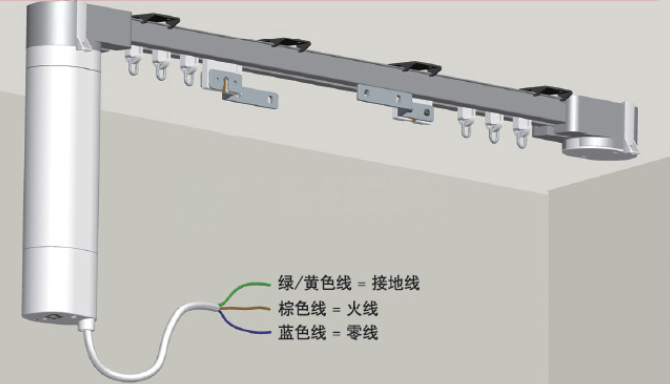 绿/黄色线 = 接地线
棕色线 = 火线
蓝色线 = 零线